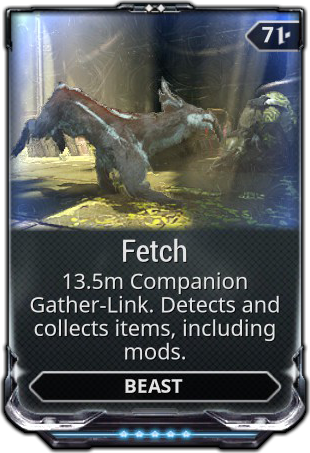 71
Fetch
13.5m Companion
Gather-Link. Detects and
collects items, including
mods.
BEAST